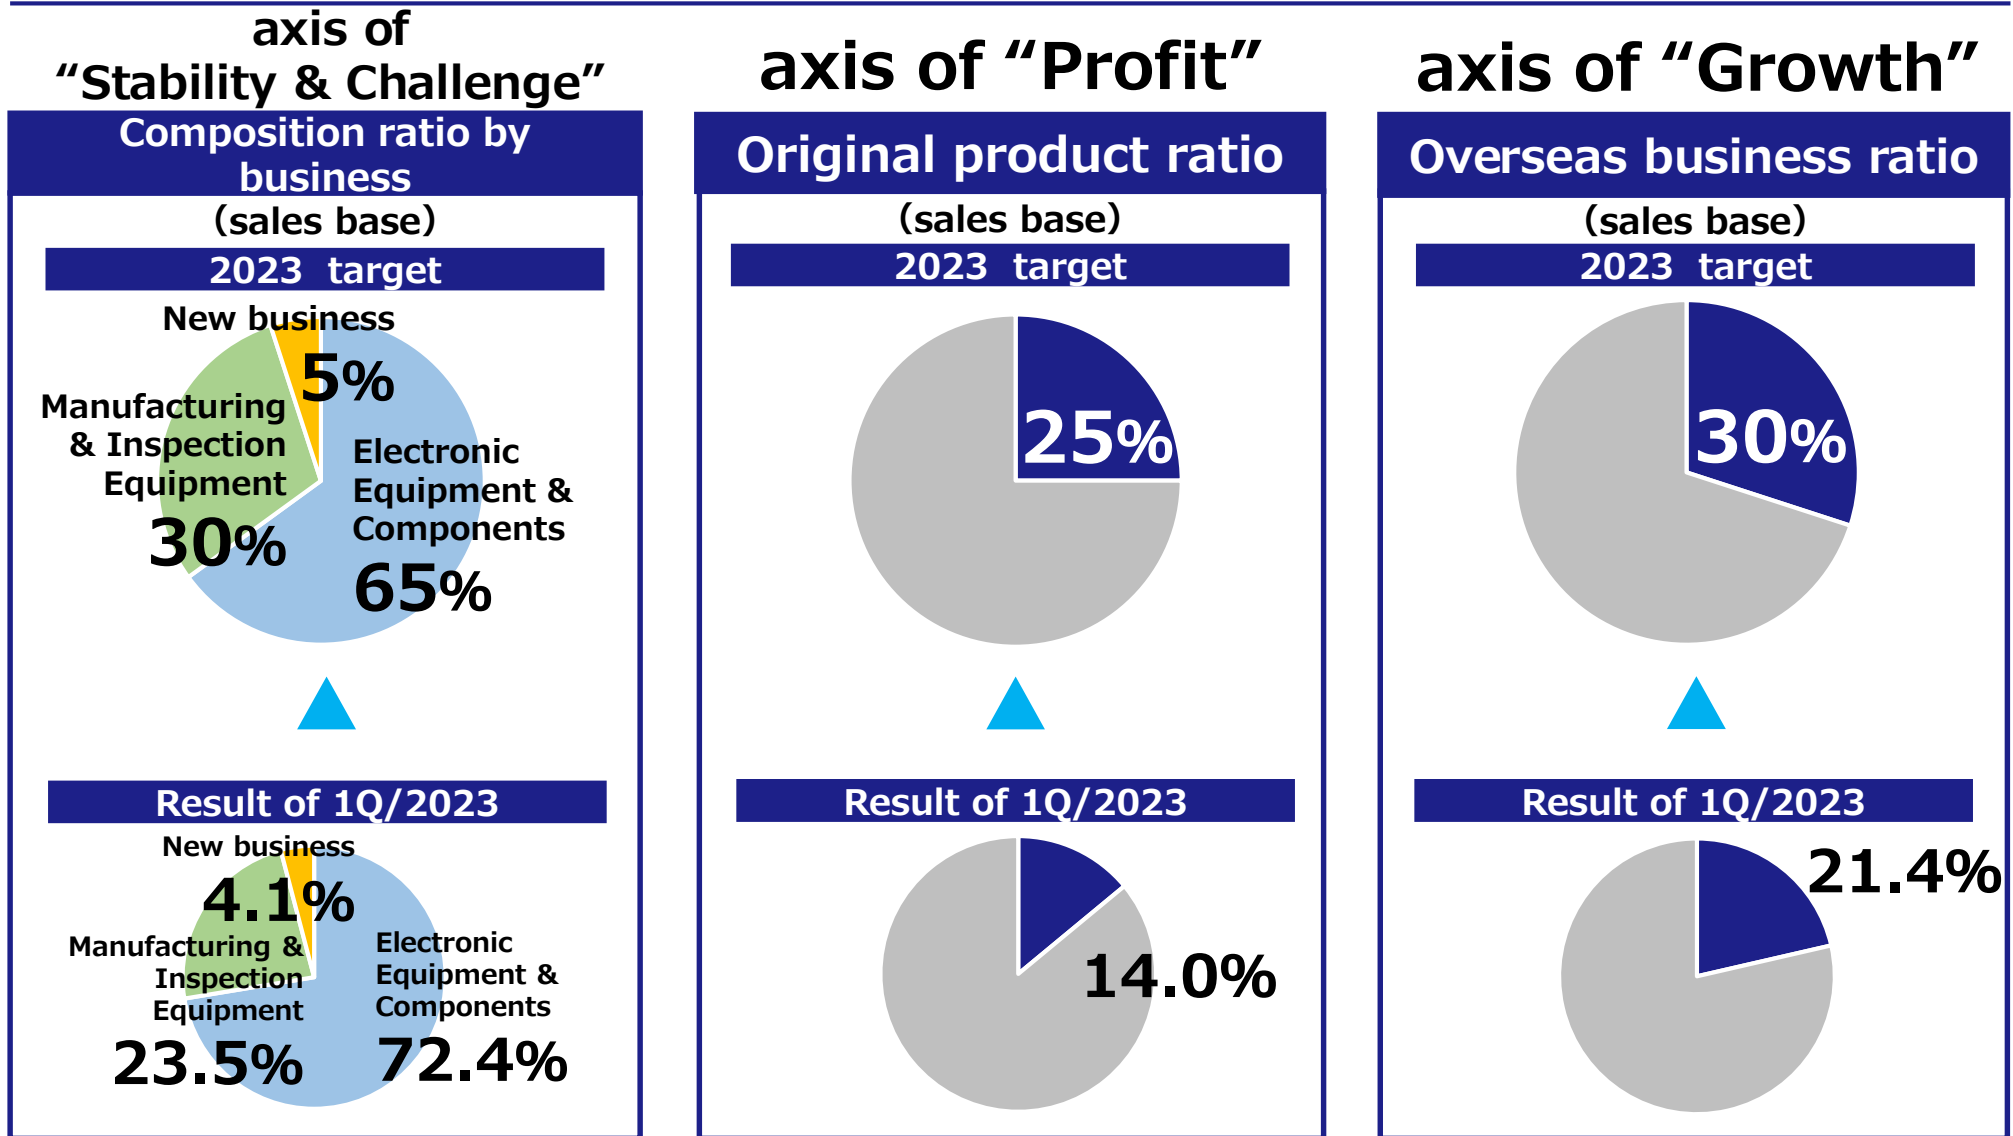 axis of
“Stability & Challenge”
Composition ratio by
business
(sales base)
2023 target
New business
5%
Manufacturing
& Inspection
Equipment
30%
Electronic
Equipment &
Components
65%
Result of 1Q/2023
New business
4.1%
Manufacturing &
Inspection
Equipment
23.5%
Electronic
Equipment &
Components
72.4%
axis of “Profit”
Original product ratio
(sales base)
2023 target
25%
Result of 1Q/2023
14.0%
axis of “Growth”
Overseas business ratio
(sales base)
2023 target
30%
Result of 1Q/2023
21.4%